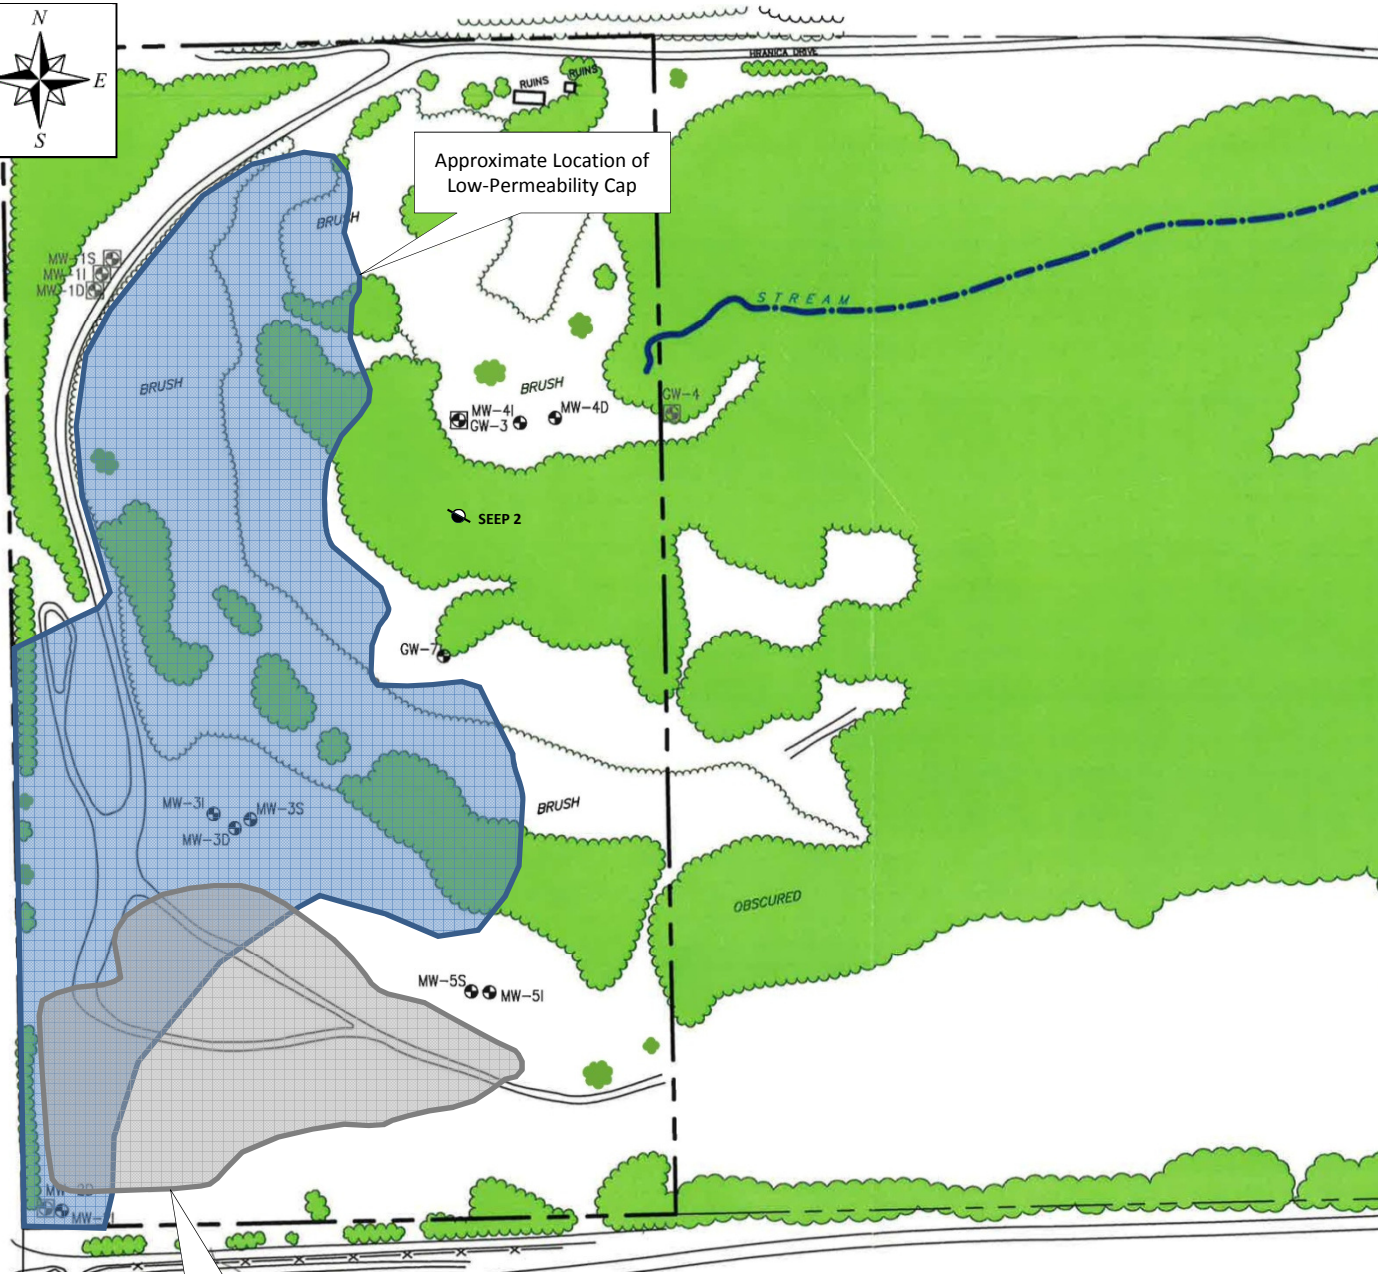 N
E
S
HRANICA DRIVE
RUINS
RUINS
Approximate Location of
Low-Permeability Cap
BRUSH
MW-1S
MW-1I
MW-1D
STREAM
BRUSH
BRUSH
MW-4I
GW-3
MW-4D
GW-4
SEEP 2
GW-7
MW-3I
MW-3S
MW-3D
BRUSH
OBSCURED
MW-5S
MW-5I